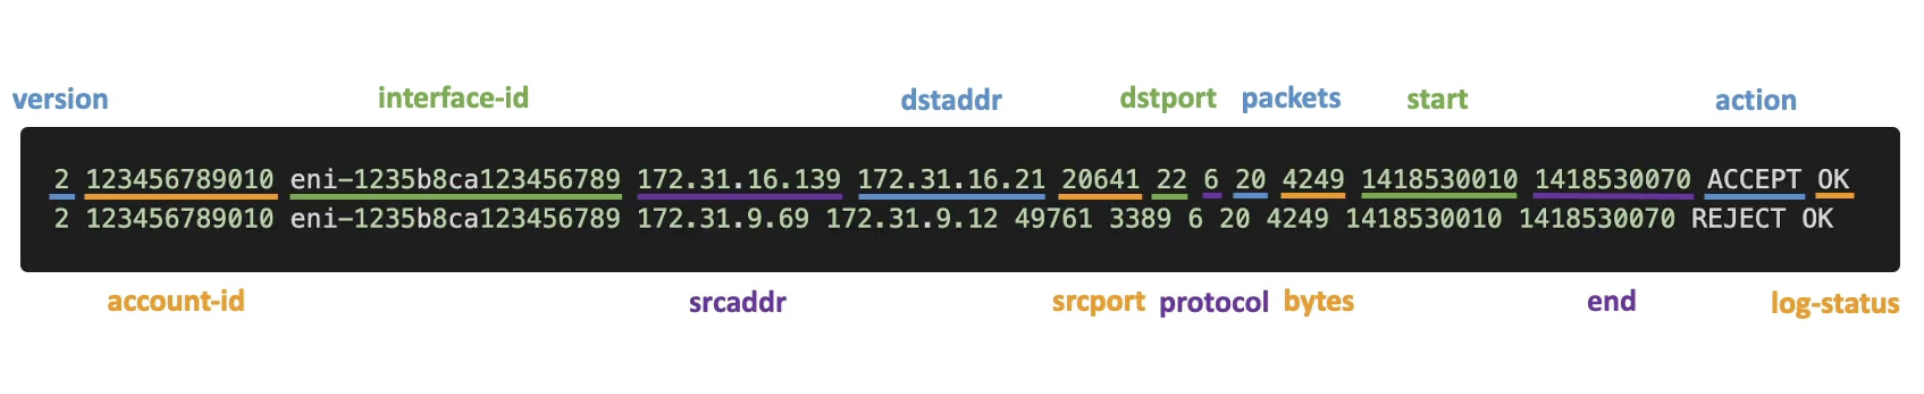 version interface-id dstaddr dstport packets start action
2 123456789010 eni-1235b8ca123456789 172.31.16.139 172.31.16.21 20641 22 6 20 4249 1418530010 1418530070 ACCEPT OK
2 123456789010 eni-1235b8ca123456789 172.31.9.69 172.31.9.12 49761 3389 6 20 4249 1418530010 1418530070 REJECT OK
account-id srcaddr srcport protocol bytes end log-status